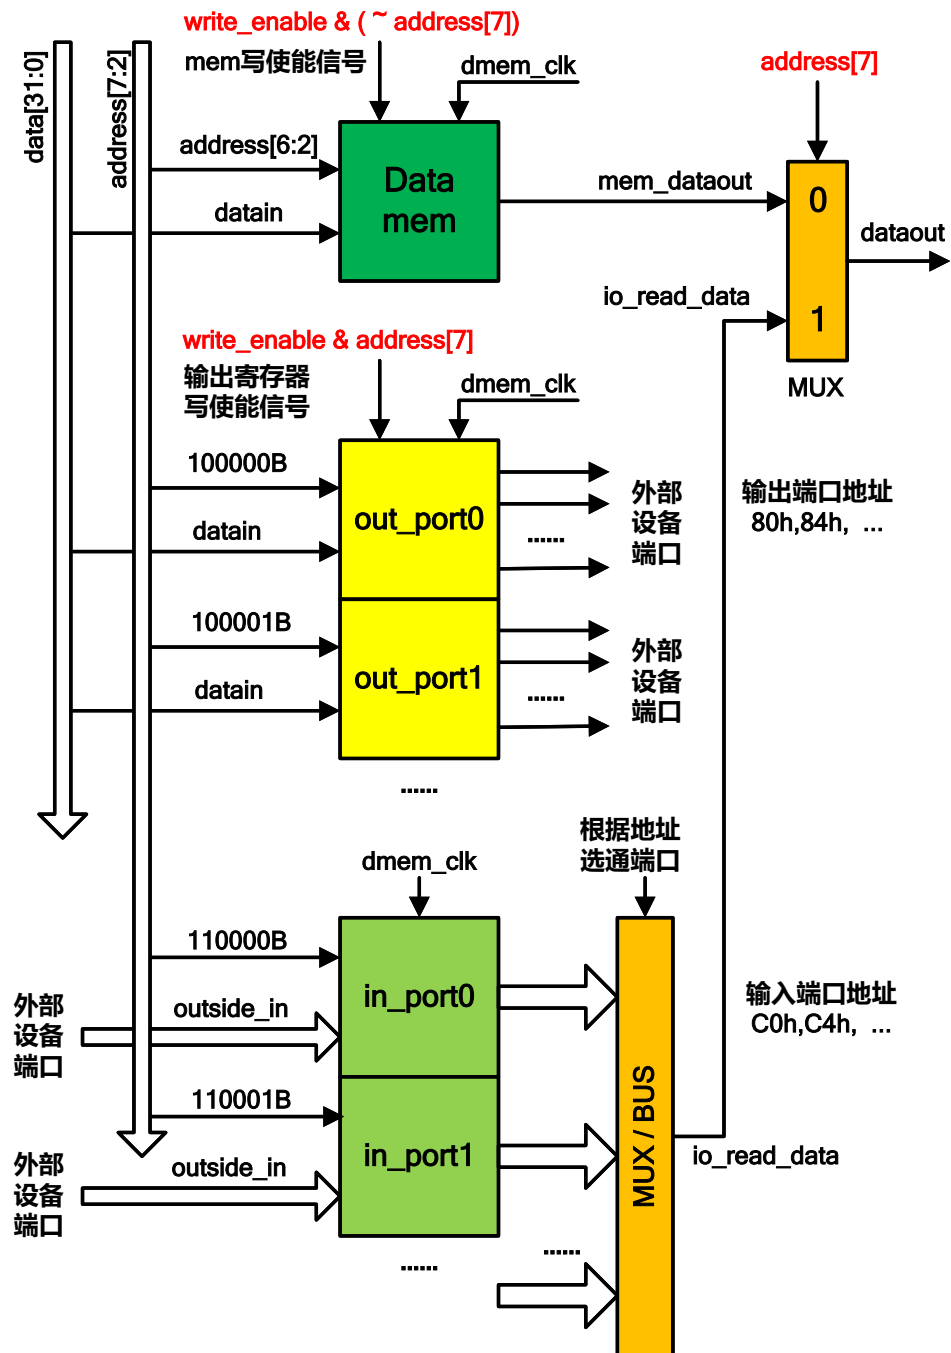 write_enable & ( ~ address[7])
mem写使能信号
dmem_clk
address[7]
data[31:0]
address[7:2]
address[6:2]
datain
Data
mem
mem_dataout
0
dataout
io_read_data
1
MUX
write_enable & address[7]
输出寄存器
写使能信号
dmem_clk
100000B
datain
out_port0
......
外部
设备
端口
输出端口地址
80h,84h, ...
100001B
datain
out_port1
......
外部
设备
端口
......
根据地址
选通端口
dmem_clk
110000B
外部
设备
端口
outside_in
in_port0
输入端口地址
C0h,C4h, ...
110001B
外部
设备
端口
outside_in
in_port1
MUX / BUS
io_read_data
......
......